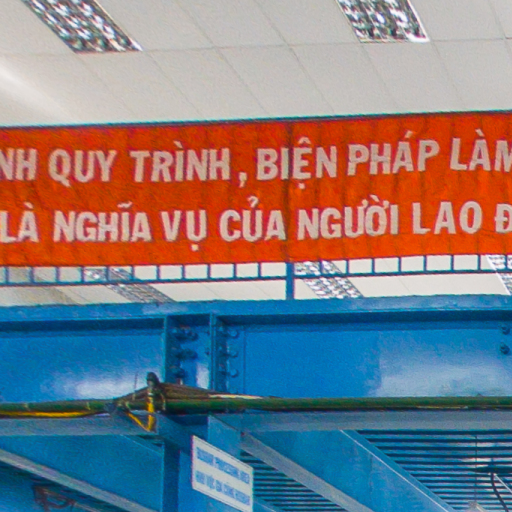 NH QUY TRÌNH, BIỆN PHÁP LÀM
LÀ NGHĨA VỤ CỦA NGƯỜI LAO Đ